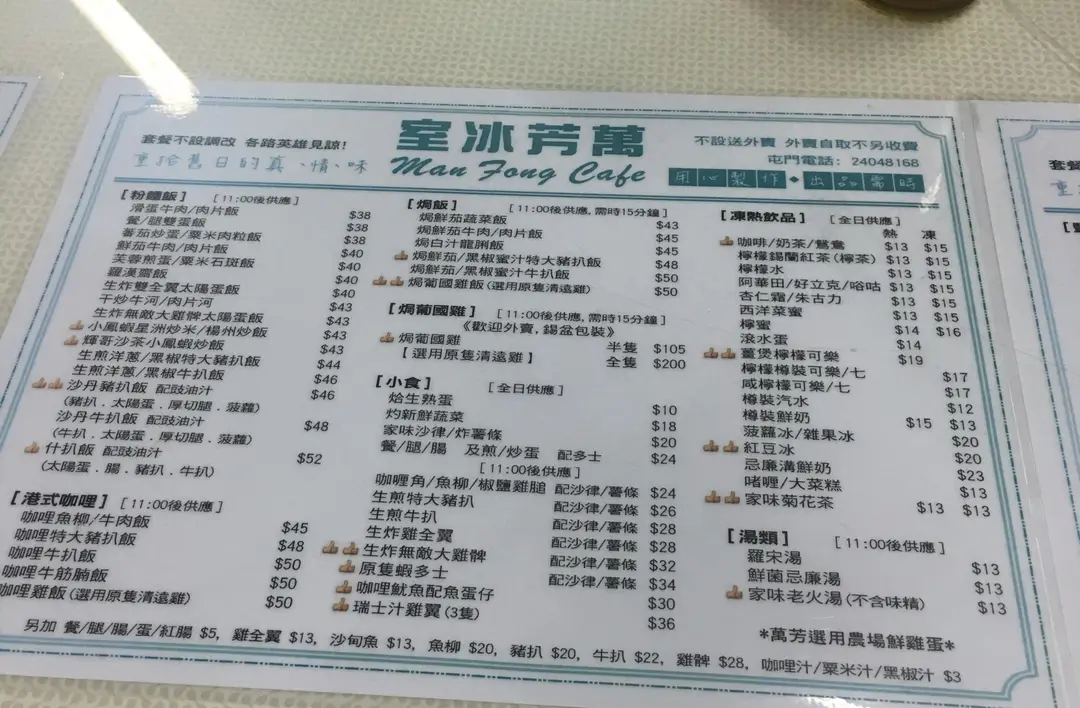 套餐不設調改 各路英雄見諒!
重拾舊日的真、情、味
室冰芳萬
Man Fong Cafe
不設送外賣 外賣自取不另收費
屯門電話: 24048168
用心製作◆出品需時
[粉麵飯] [11:00後供應]
滑蛋牛肉/肉片飯 $38
餐/腿雙蛋飯 $38
蕃茄炒蛋/粟米肉粒飯 $38
鮮茄牛肉/肉片飯 $40
芙蓉煎蛋/粟米石斑飯 $40
羅漢齋飯 $40
生炸雙全翼太陽蛋飯 $40
干炒牛河/肉片河 $43
生炸無敵大雞髀太陽蛋飯 $43
小鳳蝦星洲炒米/楊州炒飯 $43
輝哥沙茶小鳳蝦炒飯 $43
生煎洋蔥/黑椒特大豬扒飯 $44
生煎洋蔥/黑椒牛扒飯 $46
沙丹豬扒飯 配豉油汁 $46
(豬扒.太陽蛋.厚切腿.菠蘿)
沙丹牛扒飯 配豉油汁 $48
(牛扒.太陽蛋.厚切腿.菠蘿)
什扒飯 配豉油汁 $52
(太陽蛋.腸.豬扒.牛扒)
[港式咖哩] [11:00後供應]
咖哩魚柳/牛肉飯 $45
咖哩特大豬扒飯 $48
咖哩牛扒飯 $50
咖哩牛筋腩飯 $50
咖哩雞飯(選用原隻清遠雞) $50
[焗飯] [11:00後供應,需時15分鐘]
焗鮮茄蔬菜飯 $43
焗鮮茄牛肉/肉片飯 $45
焗白汁龍脷飯 $45
焗鮮茄/黑椒蜜汁特大豬扒飯 $48
焗鮮茄/黑椒蜜汁牛扒飯 $50
焗葡國雞飯(選用原隻清遠雞) $50
[焗葡國雞] [11:00後供應,需時15分鐘]
《歡迎外賣,錫盆包裝》
焗葡國雞 半隻 $105
【選用原隻清遠雞】 全隻 $200
[小食] [全日供應]
烚生熟蛋 $10
灼新鮮蔬菜 $18
家味沙律/炸薯條 $20
餐/腿/腸 及煎/炒蛋 配多士 $24
[11:00後供應]
咖哩角/魚柳/椒鹽雞膇 配沙律/薯條 $24
生煎特大豬扒 配沙律/薯條 $26
生煎牛扒 配沙律/薯條 $28
生炸雞全翼 配沙律/薯條 $28
生炸無敵大雞髀 配沙律/薯條 $32
原隻蝦多士 配沙律/薯條 $34
咖哩魷魚配魚蛋仔 $30
瑞士汁雞翼(3隻) $36
[凍熱飲品] [全日供應]
熱 凍
咖啡/奶茶/鴛鴦 $13 $15
檸檬錫蘭紅茶(檸茶) $13 $15
檸檬水 $13 $15
阿華田/好立克/唂咕 $13 $15
杏仁霜/朱古力 $13 $15
西洋菜蜜 $13 $15
檸蜜 $14 $16
滾水蛋 $14
薑煲檸檬可樂 $19
檸檬樽裝可樂/七 $17
咸檸檬可樂/七 $17
樽裝汽水 $12
樽裝鮮奶 $15 $13
菠蘿冰/雜果冰 $20
紅豆冰 $20
忌廉溝鮮奶 $23
啫喱/大菜糕 $13
家味菊花茶 $13 $13
[湯類] [11:00後供應]
羅宋湯 $13
鮮菌忌廉湯 $13
家味老火湯(不含味精) $13
*萬芳選用農場鮮雞蛋*
另加 餐/腿/腸/蛋/紅腸 $5, 雞全翼 $13, 沙甸魚 $13, 魚柳 $20, 豬扒 $20, 牛扒 $22, 雞髀 $28, 咖哩汁/粟米汁/黑椒汁 $3
套餐
重